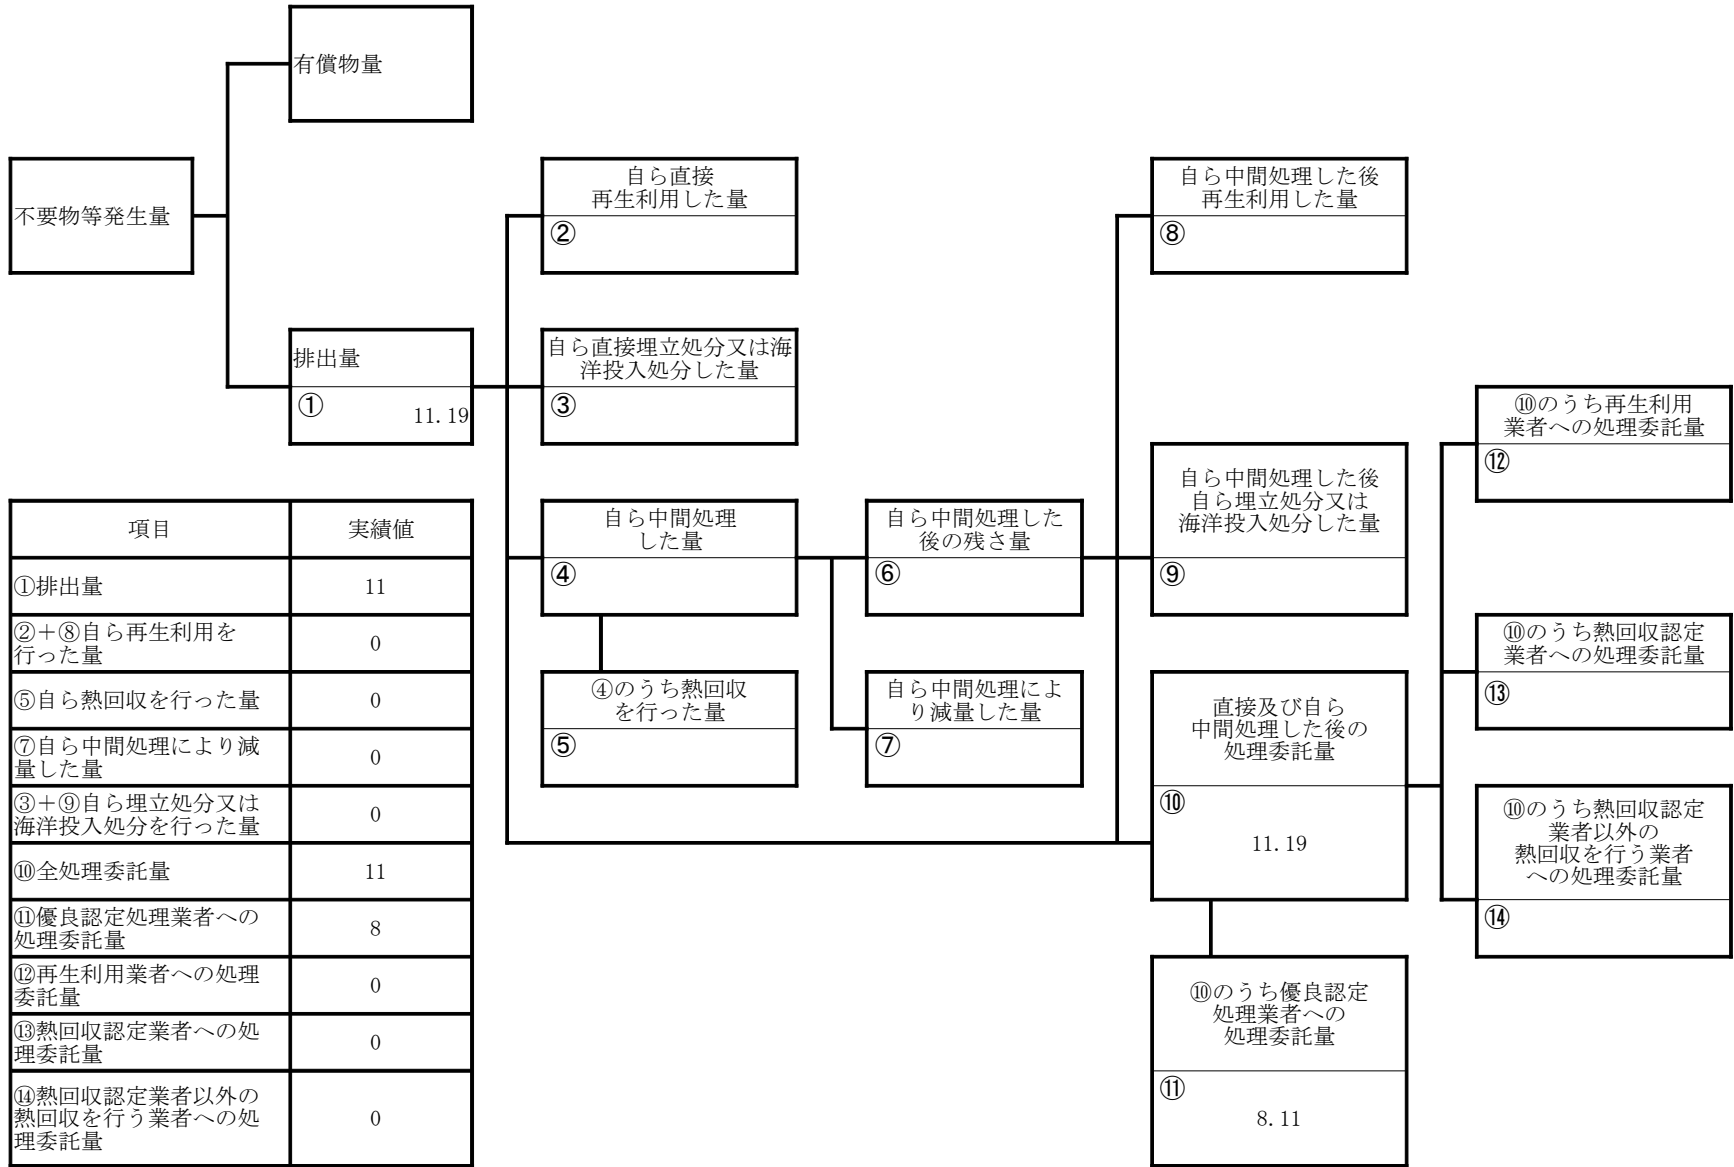 有償物量
不要物等発生量
排出量
①
11.19
自ら直接
再生利用した量
②
自ら直接埋立処分又は海
洋投入処分した量
③
自ら中間処理
した量
④
④のうち熱回収
を行った量
⑤
自ら中間処理した
後の残さ量
⑥
自ら中間処理によ
り減量した量
⑦
自ら中間処理した後
再生利用した量
⑧
自ら中間処理した後
自ら埋立処分又は
海洋投入処分した量
⑨
直接及び自ら
中間処理した後の
処理委託量
⑩
11.19
⑩のうち優良認定
処理業者への
処理委託量
⑪
8.11
⑩のうち再生利用
業者への処理委託量
⑫
⑩のうち熱回収認定
業者への処理委託量
⑬
⑩のうち熱回収認定
業者以外の
熱回収を行う業者
への処理委託量
⑭
項目 実績値
①排出量 11
②+⑧自ら再生利用を
行った量 0
⑤自ら熱回収を行った量 0
⑦自ら中間処理により減
量した量 0
③+⑨自ら埋立処分又は
海洋投入処分を行った量 0
⑩全処理委託量 11
⑪優良認定処理業者への
処理委託量 8
⑫再生利用業者への処理
委託量 0
⑬熱回収認定業者への処
理委託量 0
⑭熱回収認定業者以外の
熱回収を行う業者への処
理委託量 0